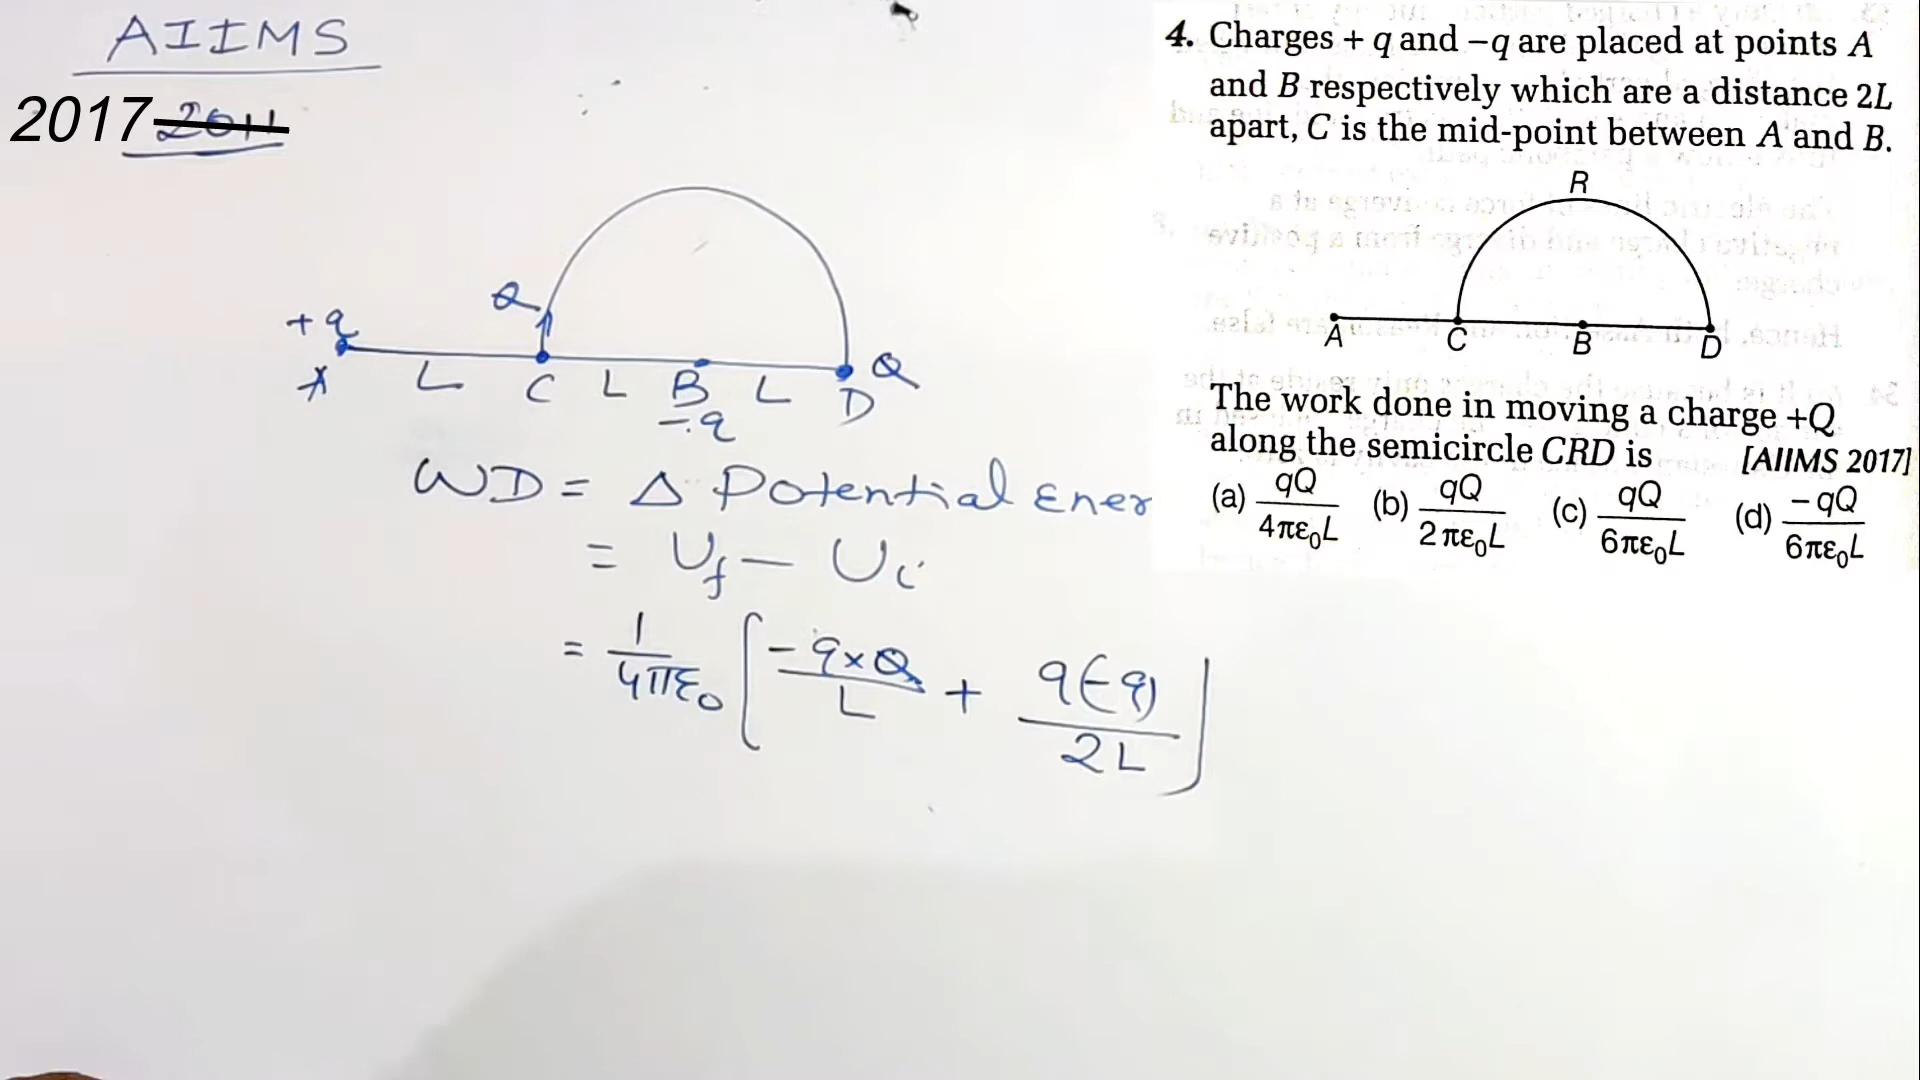 AIIMS
2017 2011
+q
A
L
C
Q
L
B
-q
L
D
Q
WD = Δ Potential Ener
= Uf - Ui
= 1/4πε₀ [ -q×Q/L + q(-q)/2L ]
4. Charges + q and -q are placed at points A
and B respectively which are a distance 2L
apart, C is the mid-point between A and B.
R
A C B D
The work done in moving a charge +Q
along the semicircle CRD is [AIIMS 2017]
(a) qQ/4πε₀L (b) qQ/2πε₀L (c) qQ/6πε₀L (d) -qQ/6πε₀L